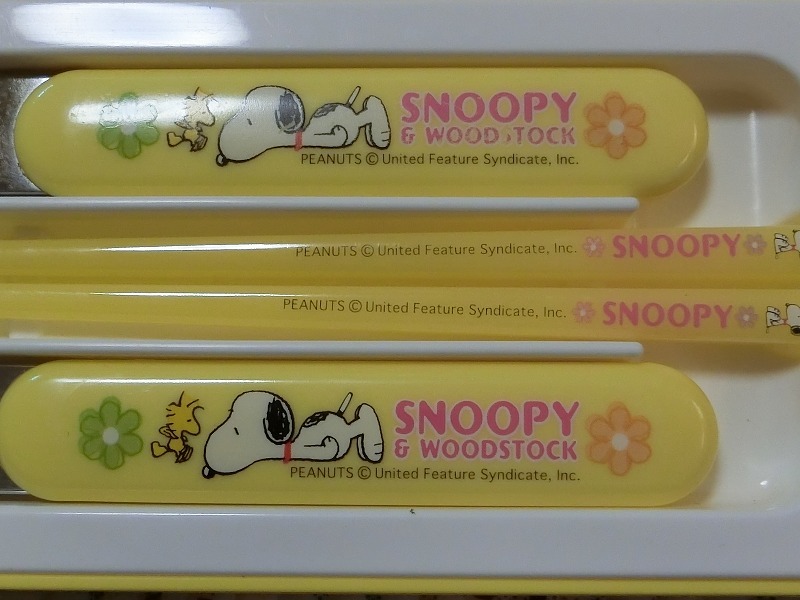 SNOOPY
& WOODSTOCK
PEANUTS © United Feature Syndicate, Inc.
PEANUTS © United Feature Syndicate, Inc. SNOOPY
PEANUTS © United Feature Syndicate, Inc. SNOOPY
SNOOPY
& WOODSTOCK
PEANUTS © United Feature Syndicate, Inc.